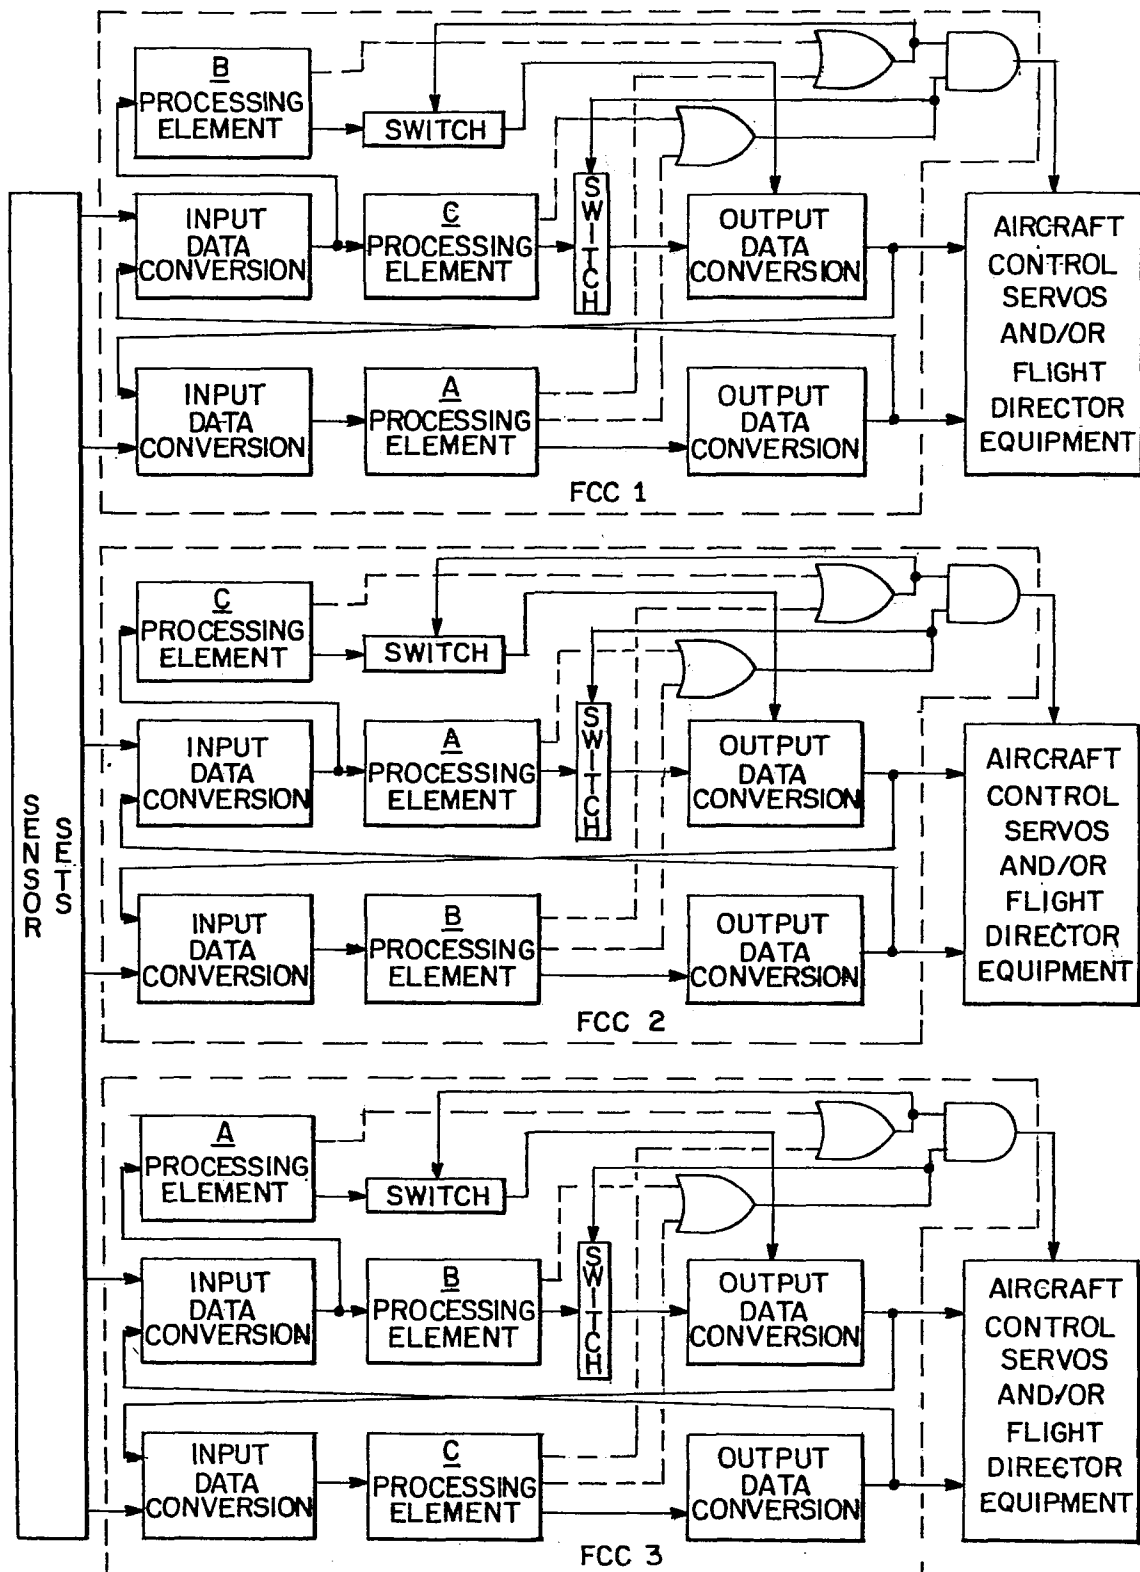 SENSOR
SETS
B
PROCESSING
ELEMENT
SWITCH
INPUT
DATA
CONVERSION
C
PROCESSING
ELEMENT
SWITCH
OUTPUT
DATA
CONVERSION
AIRCRAFT
CONTROL
SERVOS
AND/OR
FLIGHT
DIRECTOR
EQUIPMENT
INPUT
DATA
CONVERSION
A
PROCESSING
ELEMENT
OUTPUT
DATA
CONVERSION
FCC 1
C
PROCESSING
ELEMENT
SWITCH
INPUT
DATA
CONVERSION
A
PROCESSING
ELEMENT
SWITCH
OUTPUT
DATA
CONVERSION
AIRCRAFT
CONTROL
SERVOS
AND/OR
FLIGHT
DIRECTOR
EQUIPMENT
INPUT
DATA
CONVERSION
B
PROCESSING
ELEMENT
OUTPUT
DATA
CONVERSION
FCC 2
A
PROCESSING
ELEMENT
SWITCH
INPUT
DATA
CONVERSION
B
PROCESSING
ELEMENT
SWITCH
OUTPUT
DATA
CONVERSION
AIRCRAFT
CONTROL
SERVOS
AND/OR
FLIGHT
DIRECTOR
EQUIPMENT
INPUT
DATA
CONVERSION
C
PROCESSING
ELEMENT
OUTPUT
DATA
CONVERSION
FCC 3